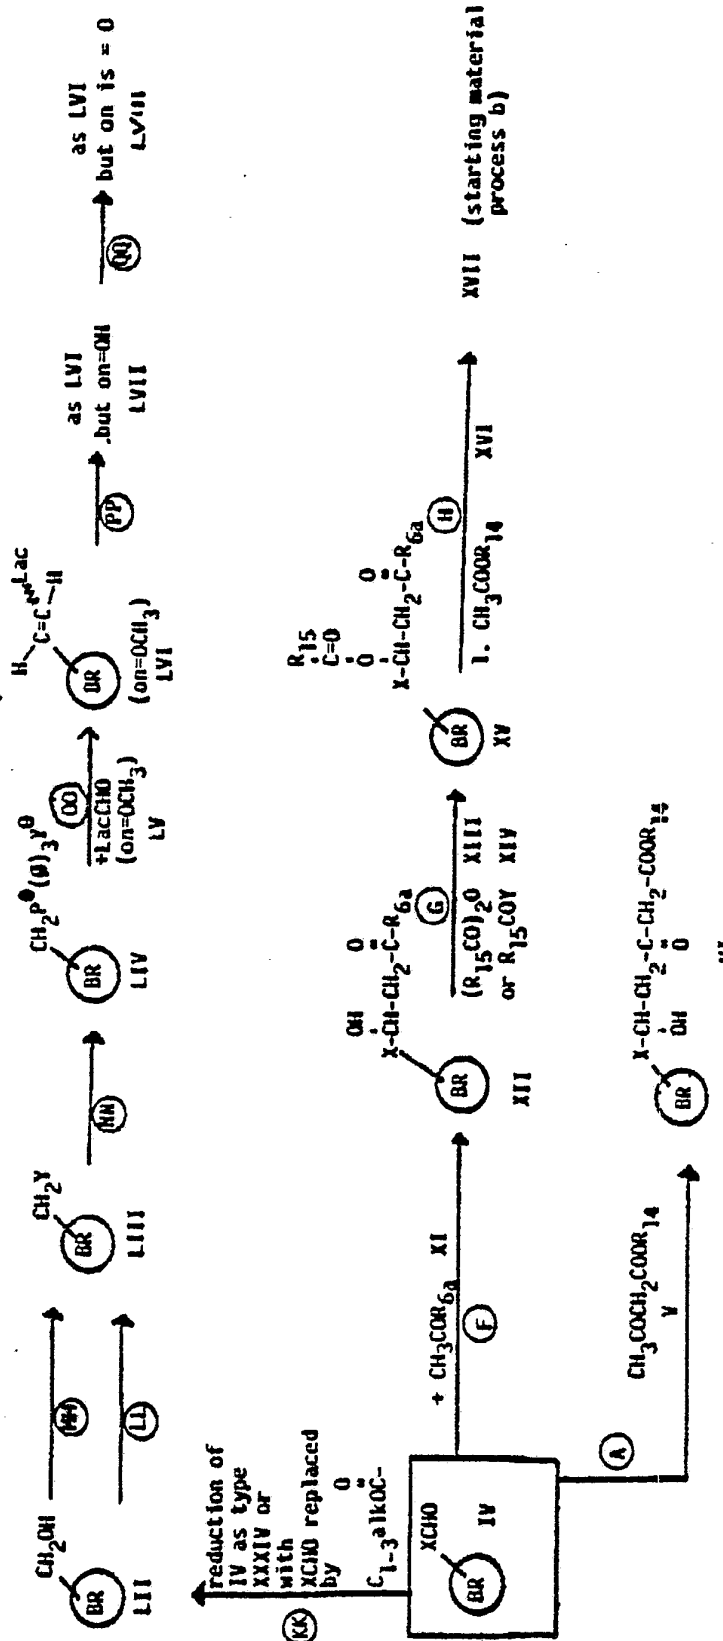 CH2OH
BR
LII
MM
LL
CH2Y
BR
LIII
NN
CH2P⊕(Ø)3Y⊖
BR
LIV
OO
+LacCHO
(on=OCH3)
LV
H
C=C
Lac
H
BR
(on=OCH3)
LVI
PP
as LVI
but on=OH
LVII
QQ
as LVI
but on is = O
LVIII
KK
reduction of
IV as type
XXXIV or
with
XCHO replaced
by
O
C1-3alkOC-
XCHO
BR
IV
+ CH3COR6a XI
F
OH O
X-CH-CH2-C-R6a
BR
XII
G
(R15CO)2O XIII
or R15COY XIV
R15
C=O
O O
X-CH-CH2-C-R6a
BR
XV
H
1. CH3COOR14 XVI
XVII (starting material
process b)
A
CH3COCH2COOR14
V
X-CH-CH2-C-CH2-COOR14
OH O
BR